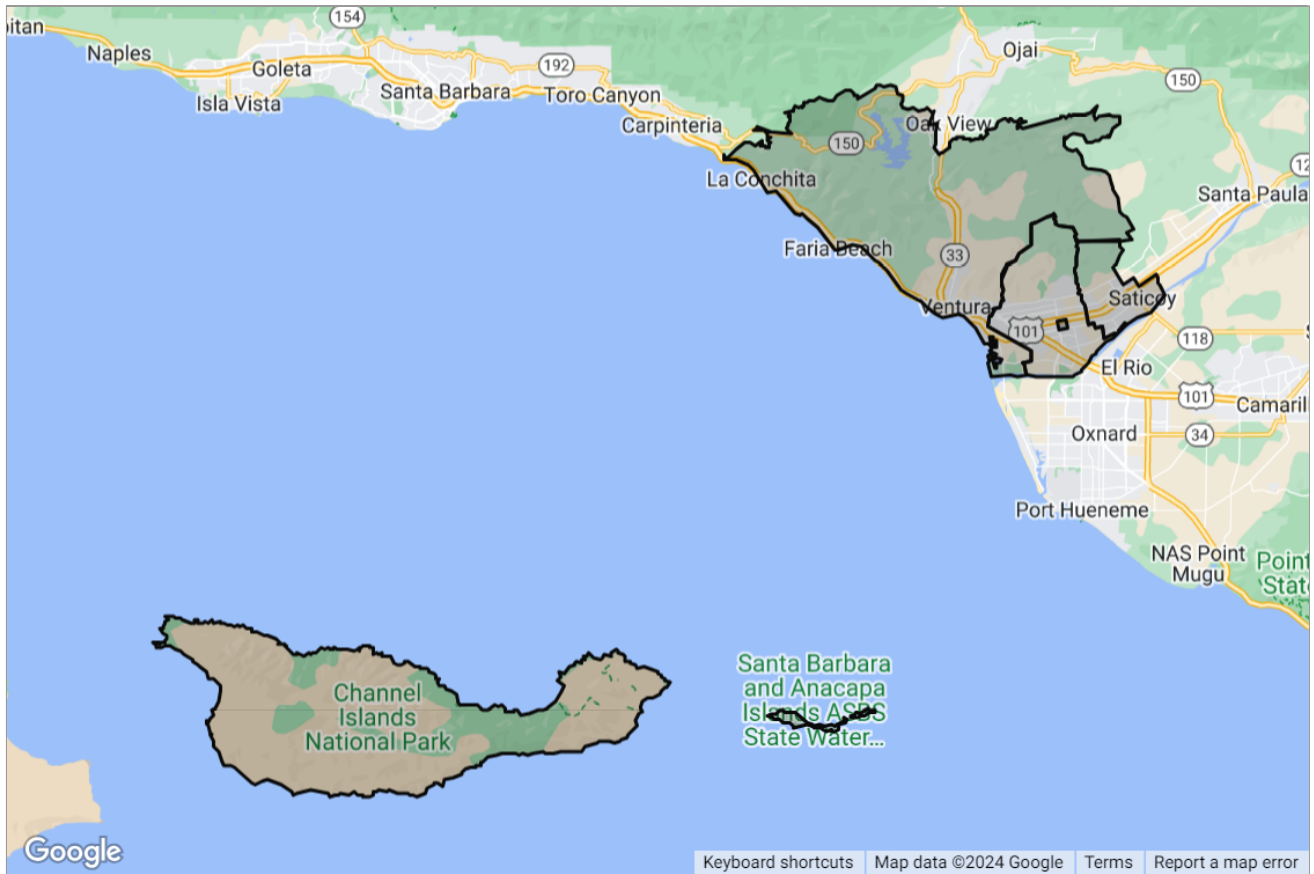 154
pitan
Naples
Goleta
Isla Vista
Santa Barbara
192
Toro Canyon
Carpinteria
Ojai
150
Oak View
150
La Conchita
12
Santa Paula
Faria Beach
33
Ventura
Saticoy
101
118
El Rio
101
Camaril
Oxnard
34
Port Hueneme
NAS Point
Mugu
Point
State
Santa Barbara
and Anacapa
Islands ASBS
State Water...
Channel
Islands
National Park
Google
Keyboard shortcuts
Map data ©2024 Google
Terms
Report a map error